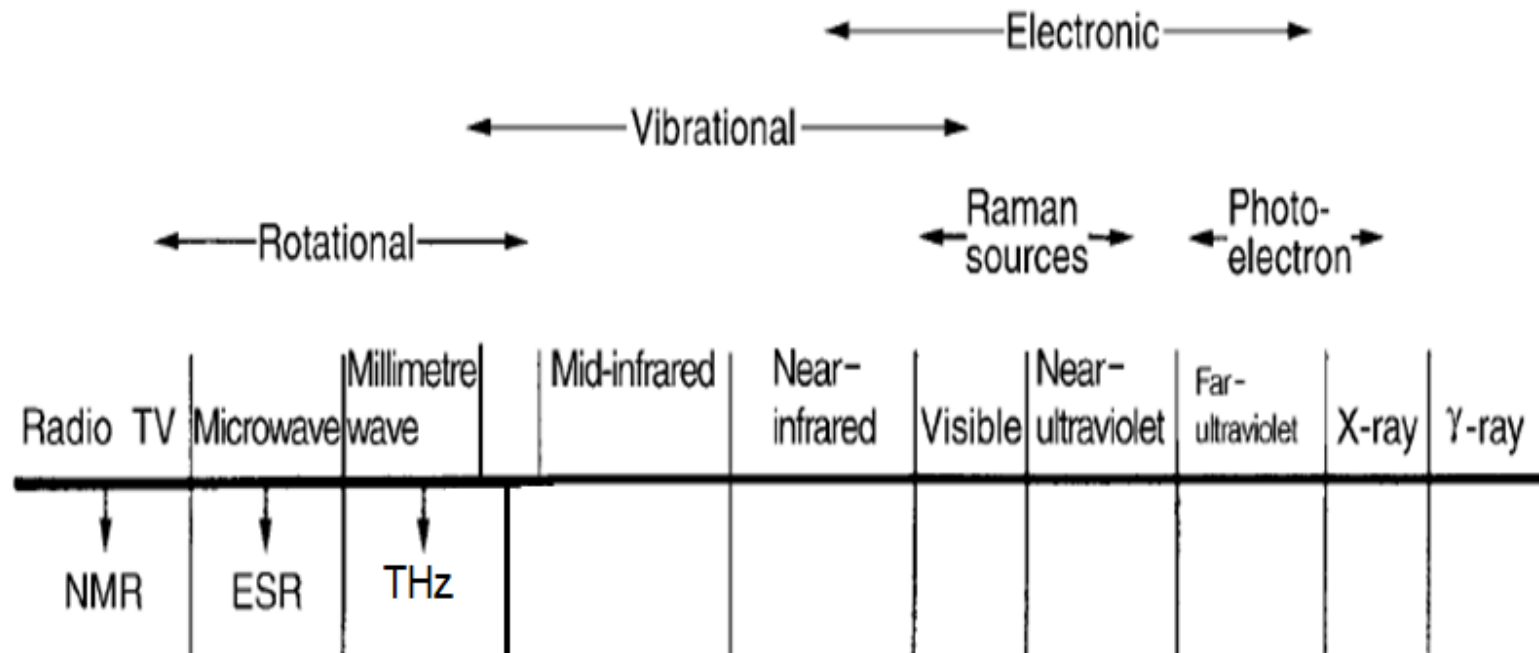 Electronic
Vibrational
Raman
sources
Photo-
electron
Rotational
Radio TV
Microwave
Millimetre
wave
Mid-infrared
Near-
infrared
Visible
Near-
ultraviolet
Far-
ultraviolet
X-ray
γ-ray
NMR
ESR
THz